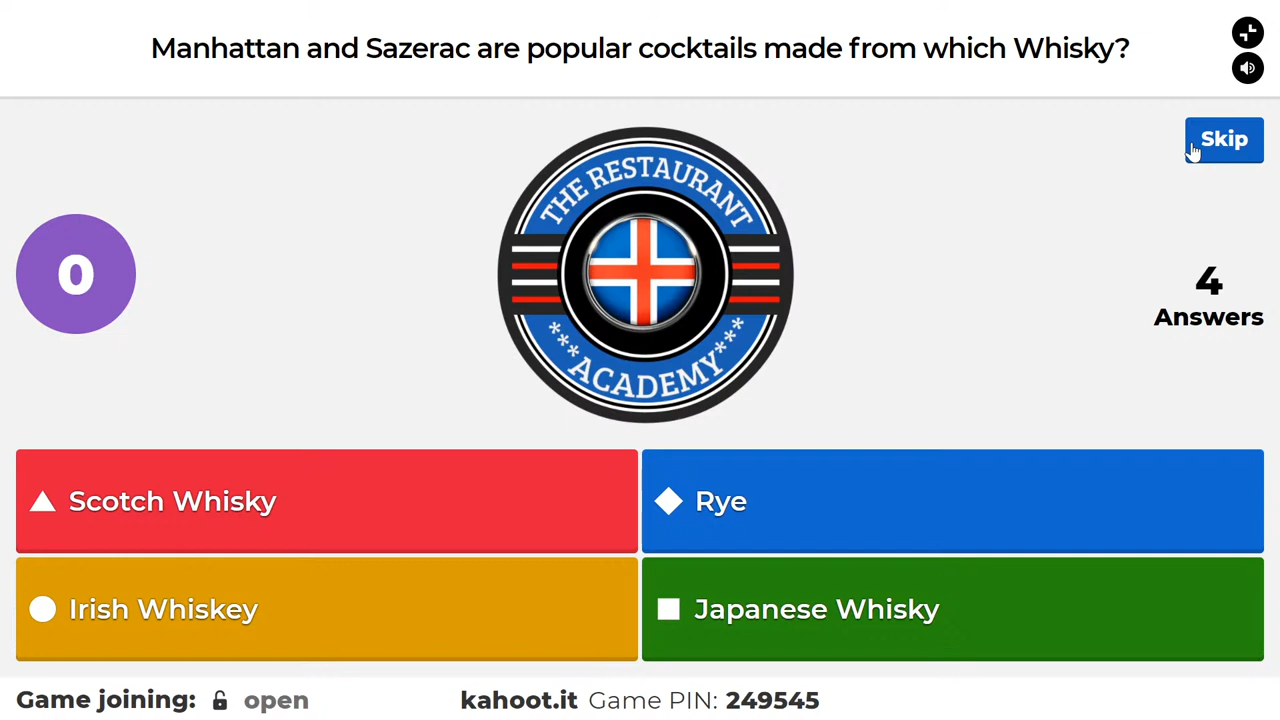 Manhattan and Sazerac are popular cocktails made from which Whisky?
Skip
THE RESTAURANT
***ACADEMY***
0
4
Answers
Scotch Whisky
Rye
Irish Whiskey
Japanese Whisky
Game joining: open
kahoot.it Game PIN: 249545